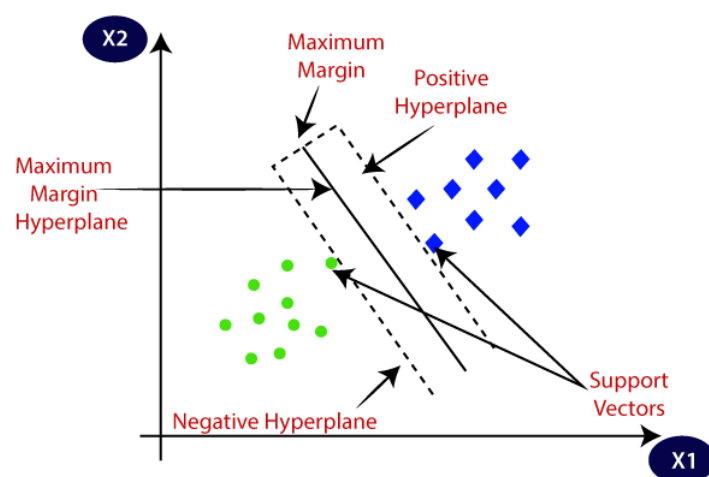 X2
Maximum
Margin
Positive
Hyperplane
Maximum
Margin
Hyperplane
Support
Vectors
Negative Hyperplane
X1